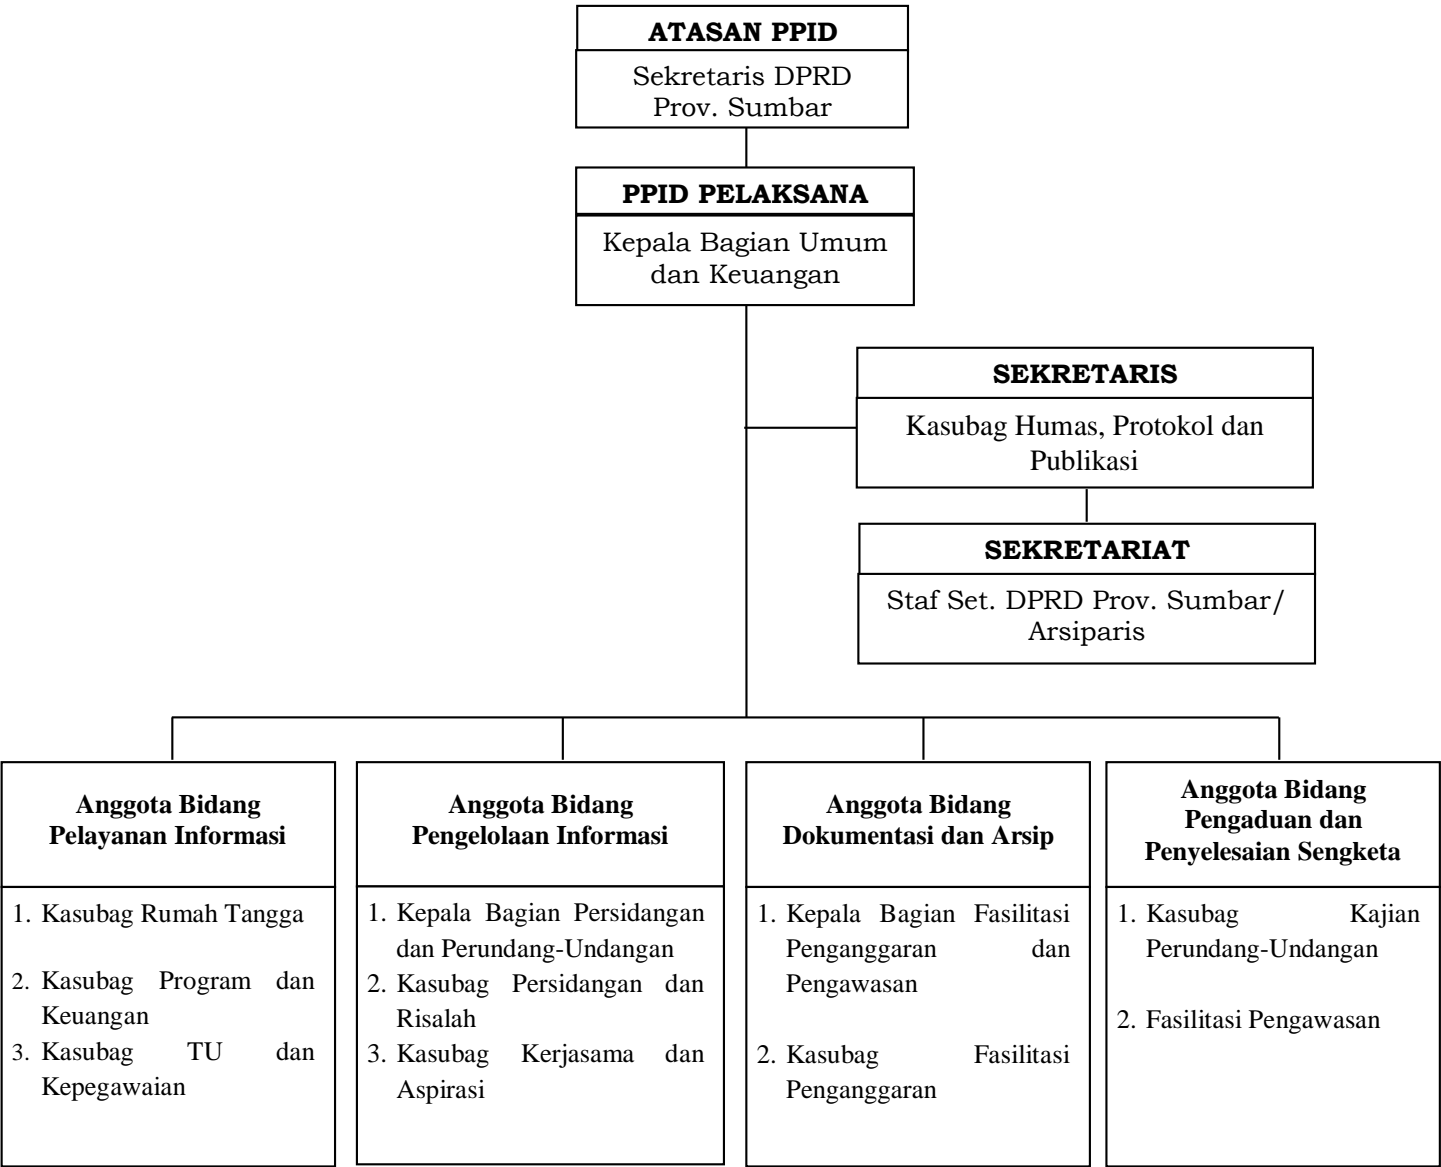 ATASAN PPID
Sekretaris DPRD
Prov. Sumbar
PPID PELAKSANA
Kepala Bagian Umum
dan Keuangan
SEKRETARIS
Kasubag Humas, Protokol dan
Publikasi
SEKRETARIAT
Staf Set. DPRD Prov. Sumbar/
Arsiparis
Anggota Bidang
Pelayanan Informasi
1. Kasubag Rumah Tangga
2. Kasubag Program dan
Keuangan
3. Kasubag TU dan
Kepegawaian
Anggota Bidang
Pengelolaan Informasi
1. Kepala Bagian Persidangan
dan Perundang-Undangan
2. Kasubag Persidangan dan
Risalah
3. Kasubag Kerjasama dan
Aspirasi
Anggota Bidang
Dokumentasi dan Arsip
1. Kepala Bagian Fasilitasi
Penganggaran dan
Pengawasan
2. Kasubag Fasilitasi
Penganggaran
Anggota Bidang
Pengaduan dan
Penyelesaian Sengketa
1. Kasubag Kajian
Perundang-Undangan
2. Fasilitasi Pengawasan